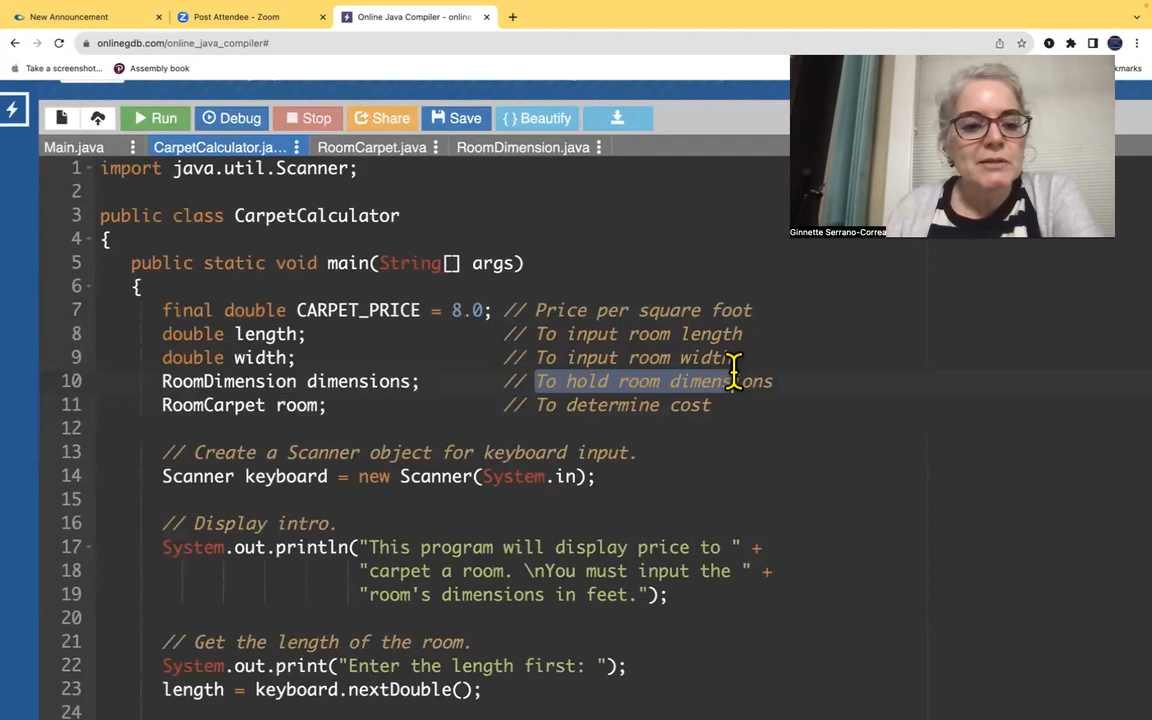 New Announcement
Post Attendee - Zoom
Online Java Compiler - online
onlinegdb.com/online_java_compiler#
Take a screenshot...
Assembly book
kmarks
Run
Debug
Stop
Share
Save
{ } Beautify
Main.java
CarpetCalculator.ja...
RoomCarpet.java
RoomDimension.java
Ginnette Serrano-Correa
1 import java.util.Scanner;
2
3 public class CarpetCalculator
4 {
5 public static void main(String[] args)
6 {
7 final double CARPET_PRICE = 8.0; // Price per square foot
8 double length; // To input room length
9 double width; // To input room width
10 RoomDimension dimensions; // To hold room dimensions
11 RoomCarpet room; // To determine cost
12
13 // Create a Scanner object for keyboard input.
14 Scanner keyboard = new Scanner(System.in);
15
16 // Display intro.
17 System.out.println("This program will display price to " +
18 "carpet a room. \nYou must input the " +
19 "room's dimensions in feet.");
20
21 // Get the length of the room.
22 System.out.print("Enter the length first: ");
23 length = keyboard.nextDouble();
24